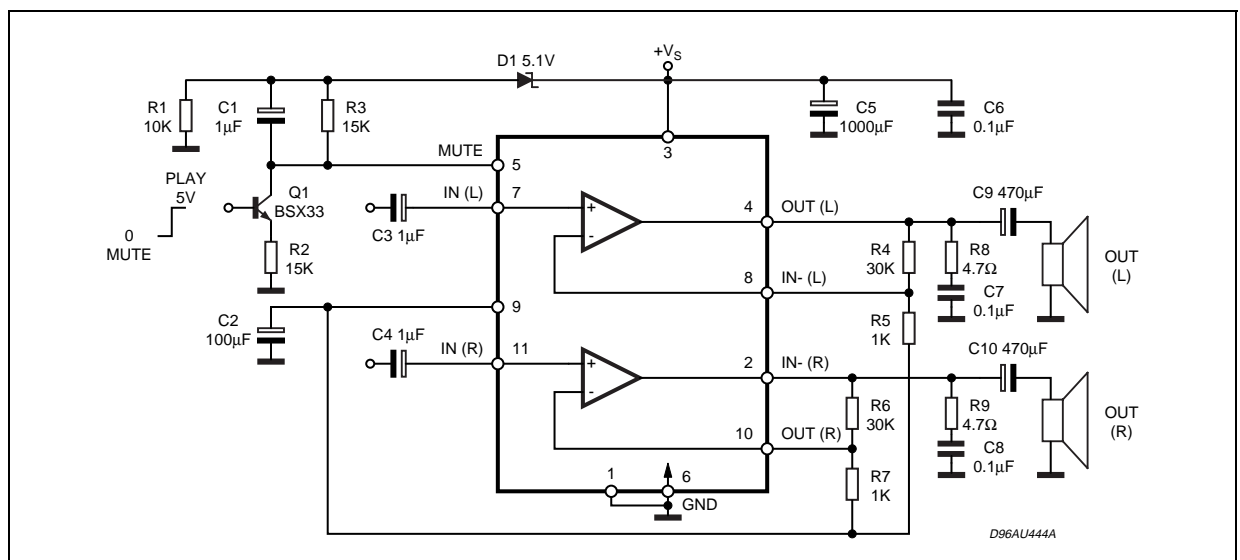 +VS
D1 5.1V
R1
10K
C1
1µF
R3
15K
C5
1000µF
C6
0.1µF
MUTE
5
3
PLAY
5V
0
MUTE
Q1
BSX33
IN (L)
7
C3 1µF
+
-
4
OUT (L)
C9 470µF
R2
15K
R4
30K
R8
4.7Ω
C7
0.1µF
OUT
(L)
8
IN- (L)
9
C2
100µF
R5
1K
C4 1µF
IN (R)
11
+
-
2
IN- (R)
C10 470µF
R6
30K
R9
4.7Ω
C8
0.1µF
OUT
(R)
10
OUT (R)
R7
1K
1
6
GND
D96AU444A